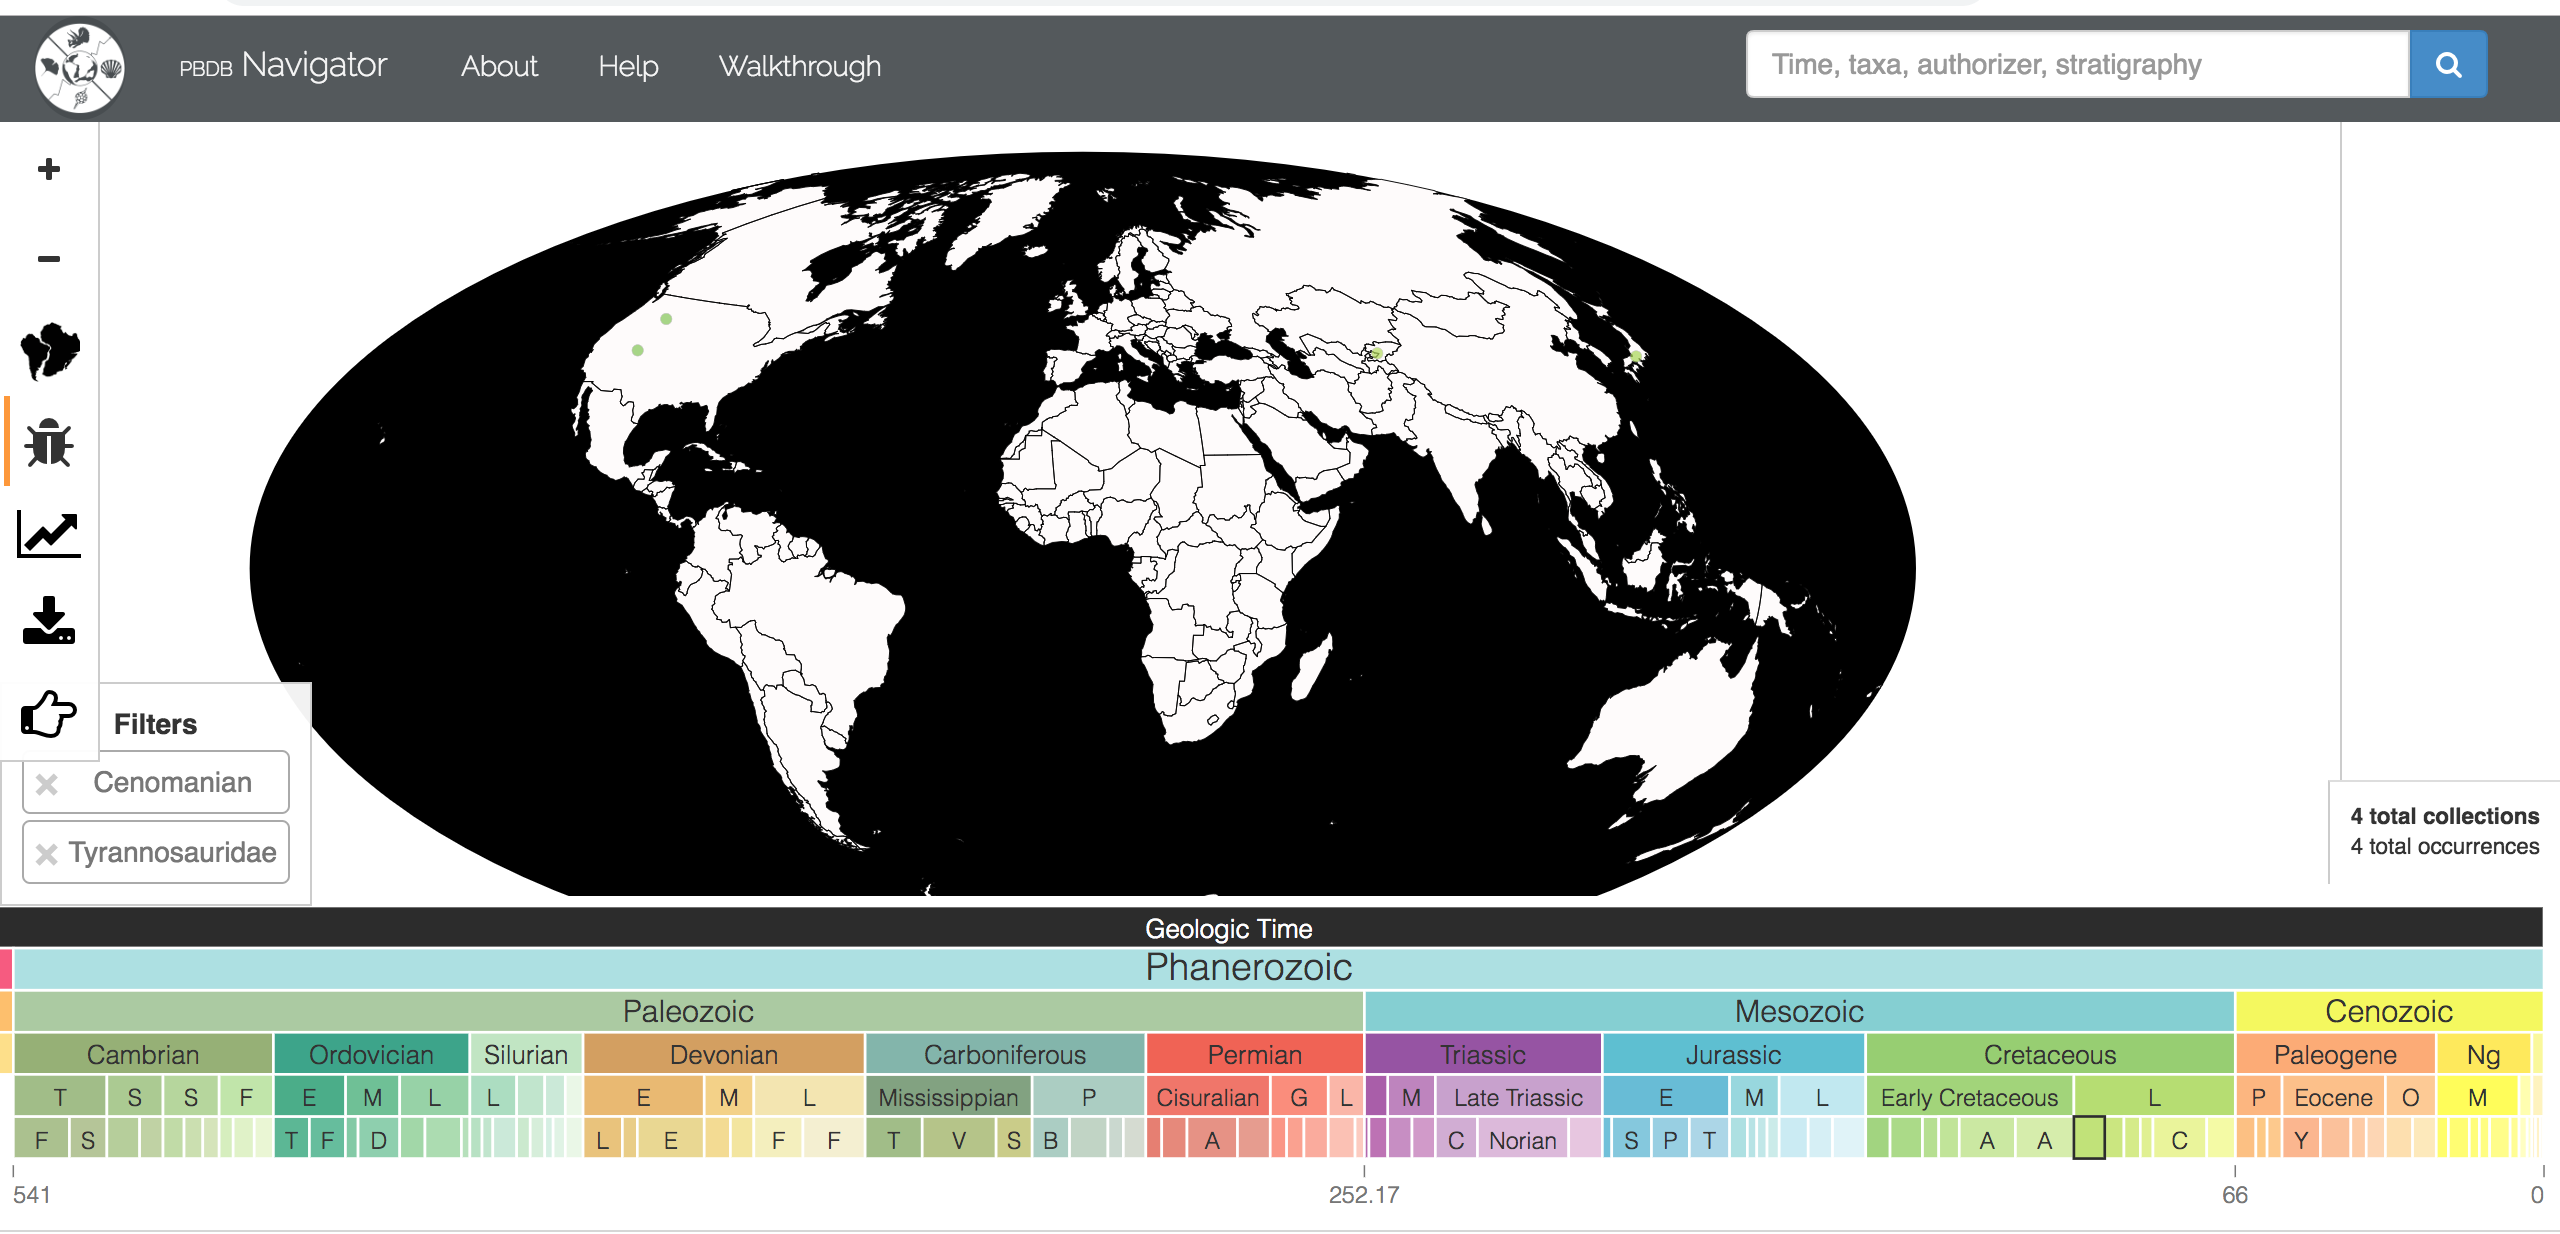 PBDB Navigator About Help Walkthrough Time, taxa, authorizer, stratigraphy
Filters
Cenomanian
Tyrannosauridae
4 total collections
4 total occurrences
Geologic Time
Phanerozoic
Paleozoic Mesozoic Cenozoic
Cambrian Ordovician Silurian Devonian Carboniferous Permian Triassic Jurassic Cretaceous Paleogene Ng
T S S F E M L L E M L Mississippian P Cisuralian G L M Late Triassic E M L Early Cretaceous L P Eocene O M
F S T F D L E F F T V S B A C Norian S P T A A C Y
541 252.17 66 0